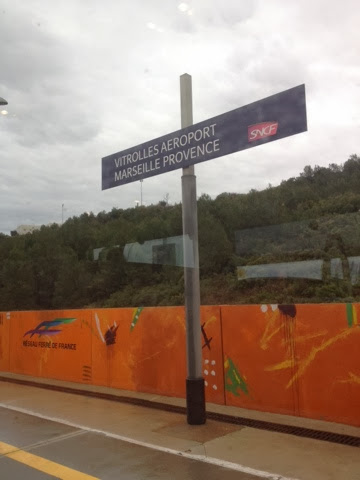 VITROLLES AEROPORT
MARSEILLE PROVENCE
SNCF
RÉSEAU FERRÉ DE FRANCE